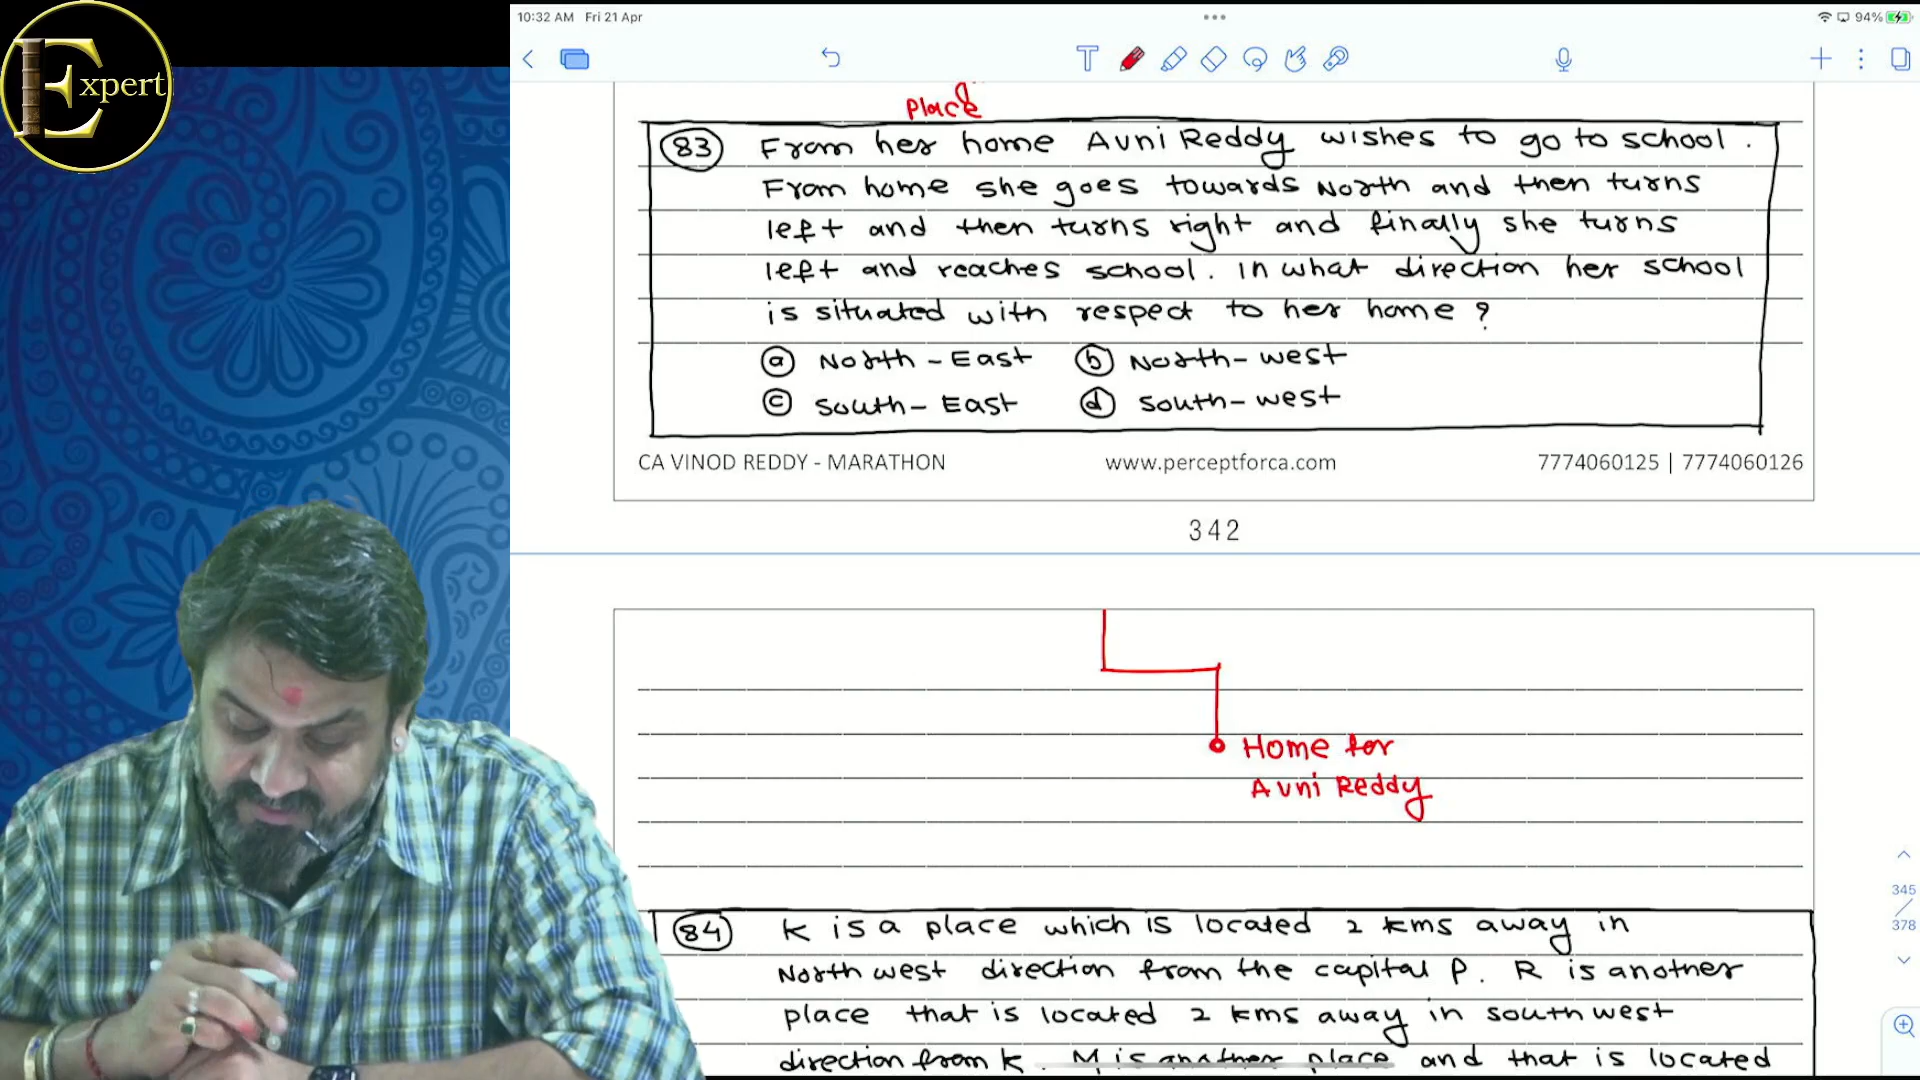 Expert
10:32 AM Fri 21 Apr
94%
Place
83 From her home Avni Reddy wishes to go to school.
From home she goes towards North and then turns
left and then turns right and finally she turns
left and reaches school. In what direction her school
is situated with respect to her home?
a North-East b North-west
c South-East d South-west
CA VINOD REDDY - MARATHON www.perceptforca.com 7774060125 | 7774060126
342
Home for
Avni Reddy
345
378
84 K is a place which is located 2 kms away in
North west direction from the capital P. R is another
place that is located 2 kms away in south west
direction from K. M is another place and that is located